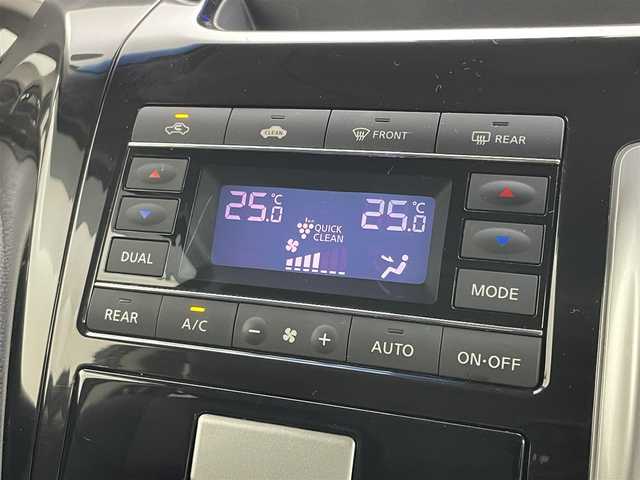 CLEAN FRONT REAR
25.0 °C 25.0 °C
QUICK
CLEAN
DUAL
MODE
REAR A/C − + AUTO ON·OFF